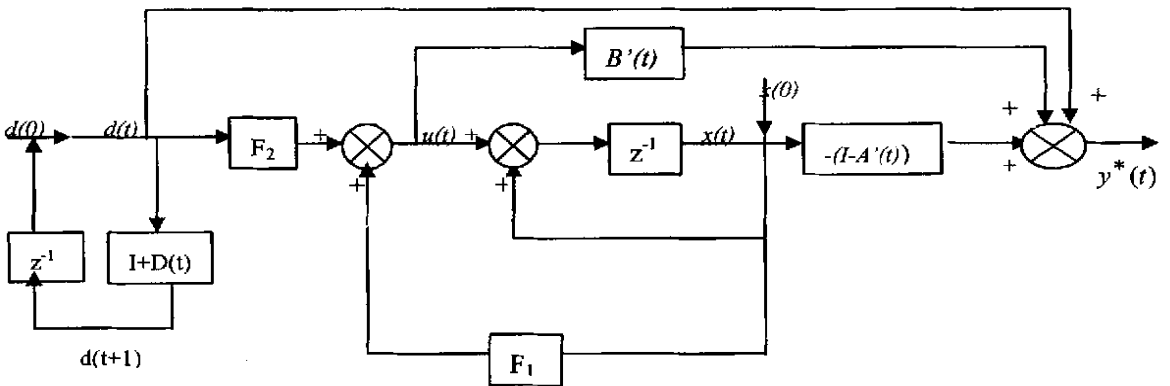 B'(t)
x(0)
d(0)
d(t)
F₂
+
u(t)
+
z⁻¹
x(t)
-(I-A'(t))
+
+
+
y*(t)
+
+
z⁻¹
I+D(t)
d(t+1)
F₁